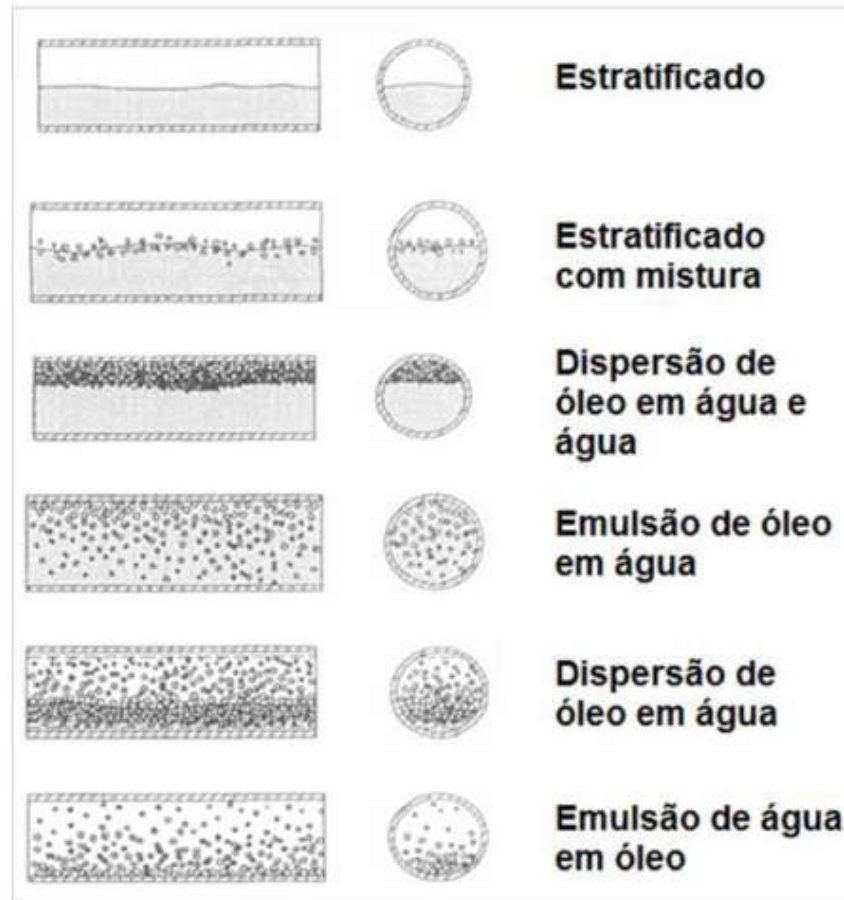 Estratificado
Estratificado
com mistura
Dispersão de
óleo em água e
água
Emulsão de óleo
em água
Dispersão de
óleo em água
Emulsão de água
em óleo